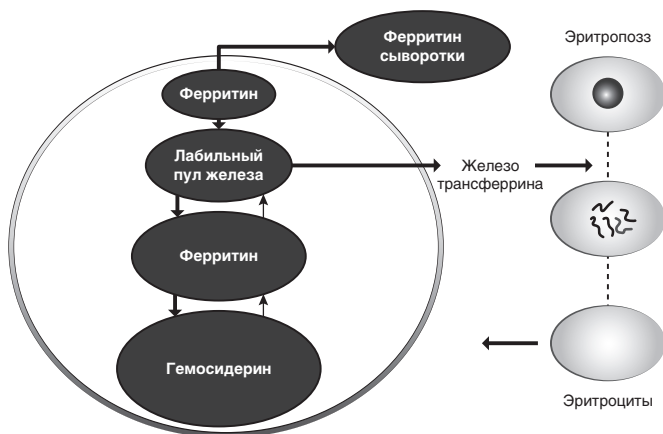 Ферритин
сыворотки
Эритропоэз
Ферритин
Лабильный
пул железа
Железо
трансферрина
Ферритин
Гемосидерин
Эритроциты